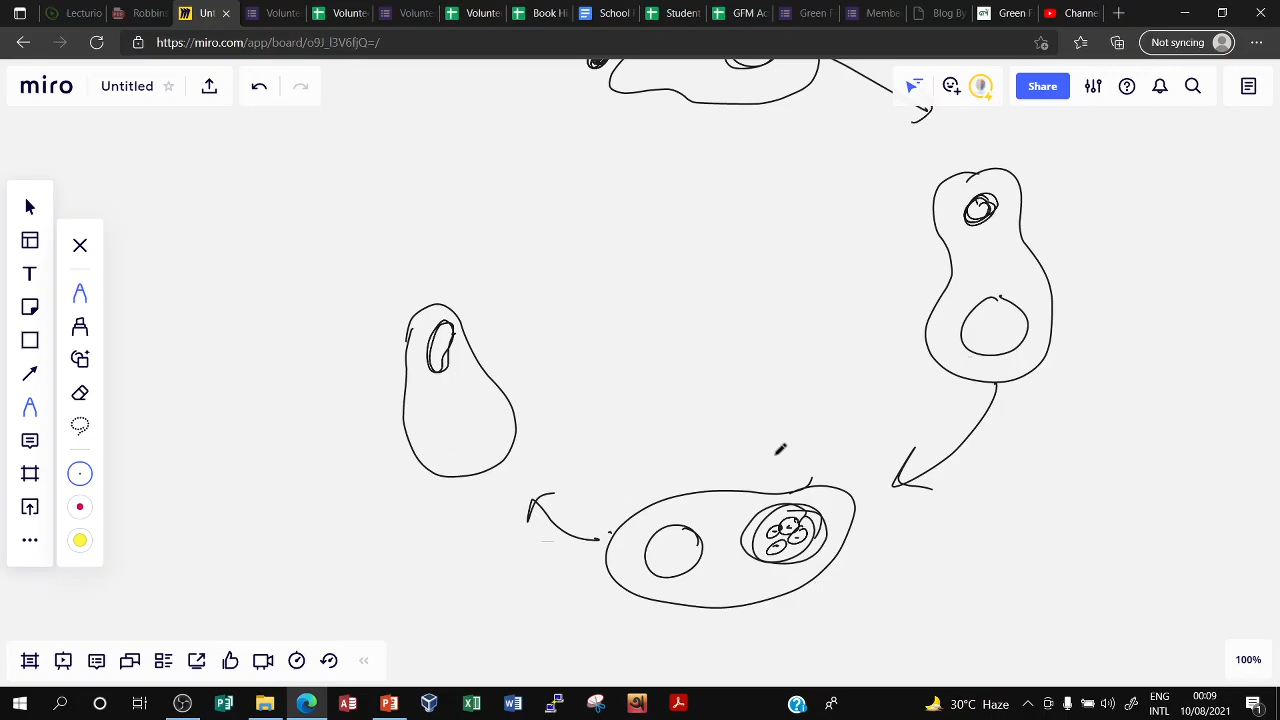 Lecturio
Robbins
Unt
Volunte
Volunte
Volunte
Volunte
Book Hi
School F
Student
GFM Ac
Green F
Membe
Blog By
Green F
Channe
https://miro.com/app/board/o9J_l3V6fjQ=/
Not syncing
miro
Untitled
Share
T
100%
ENG
INTL
00:09
10/08/2021
30°C Haze